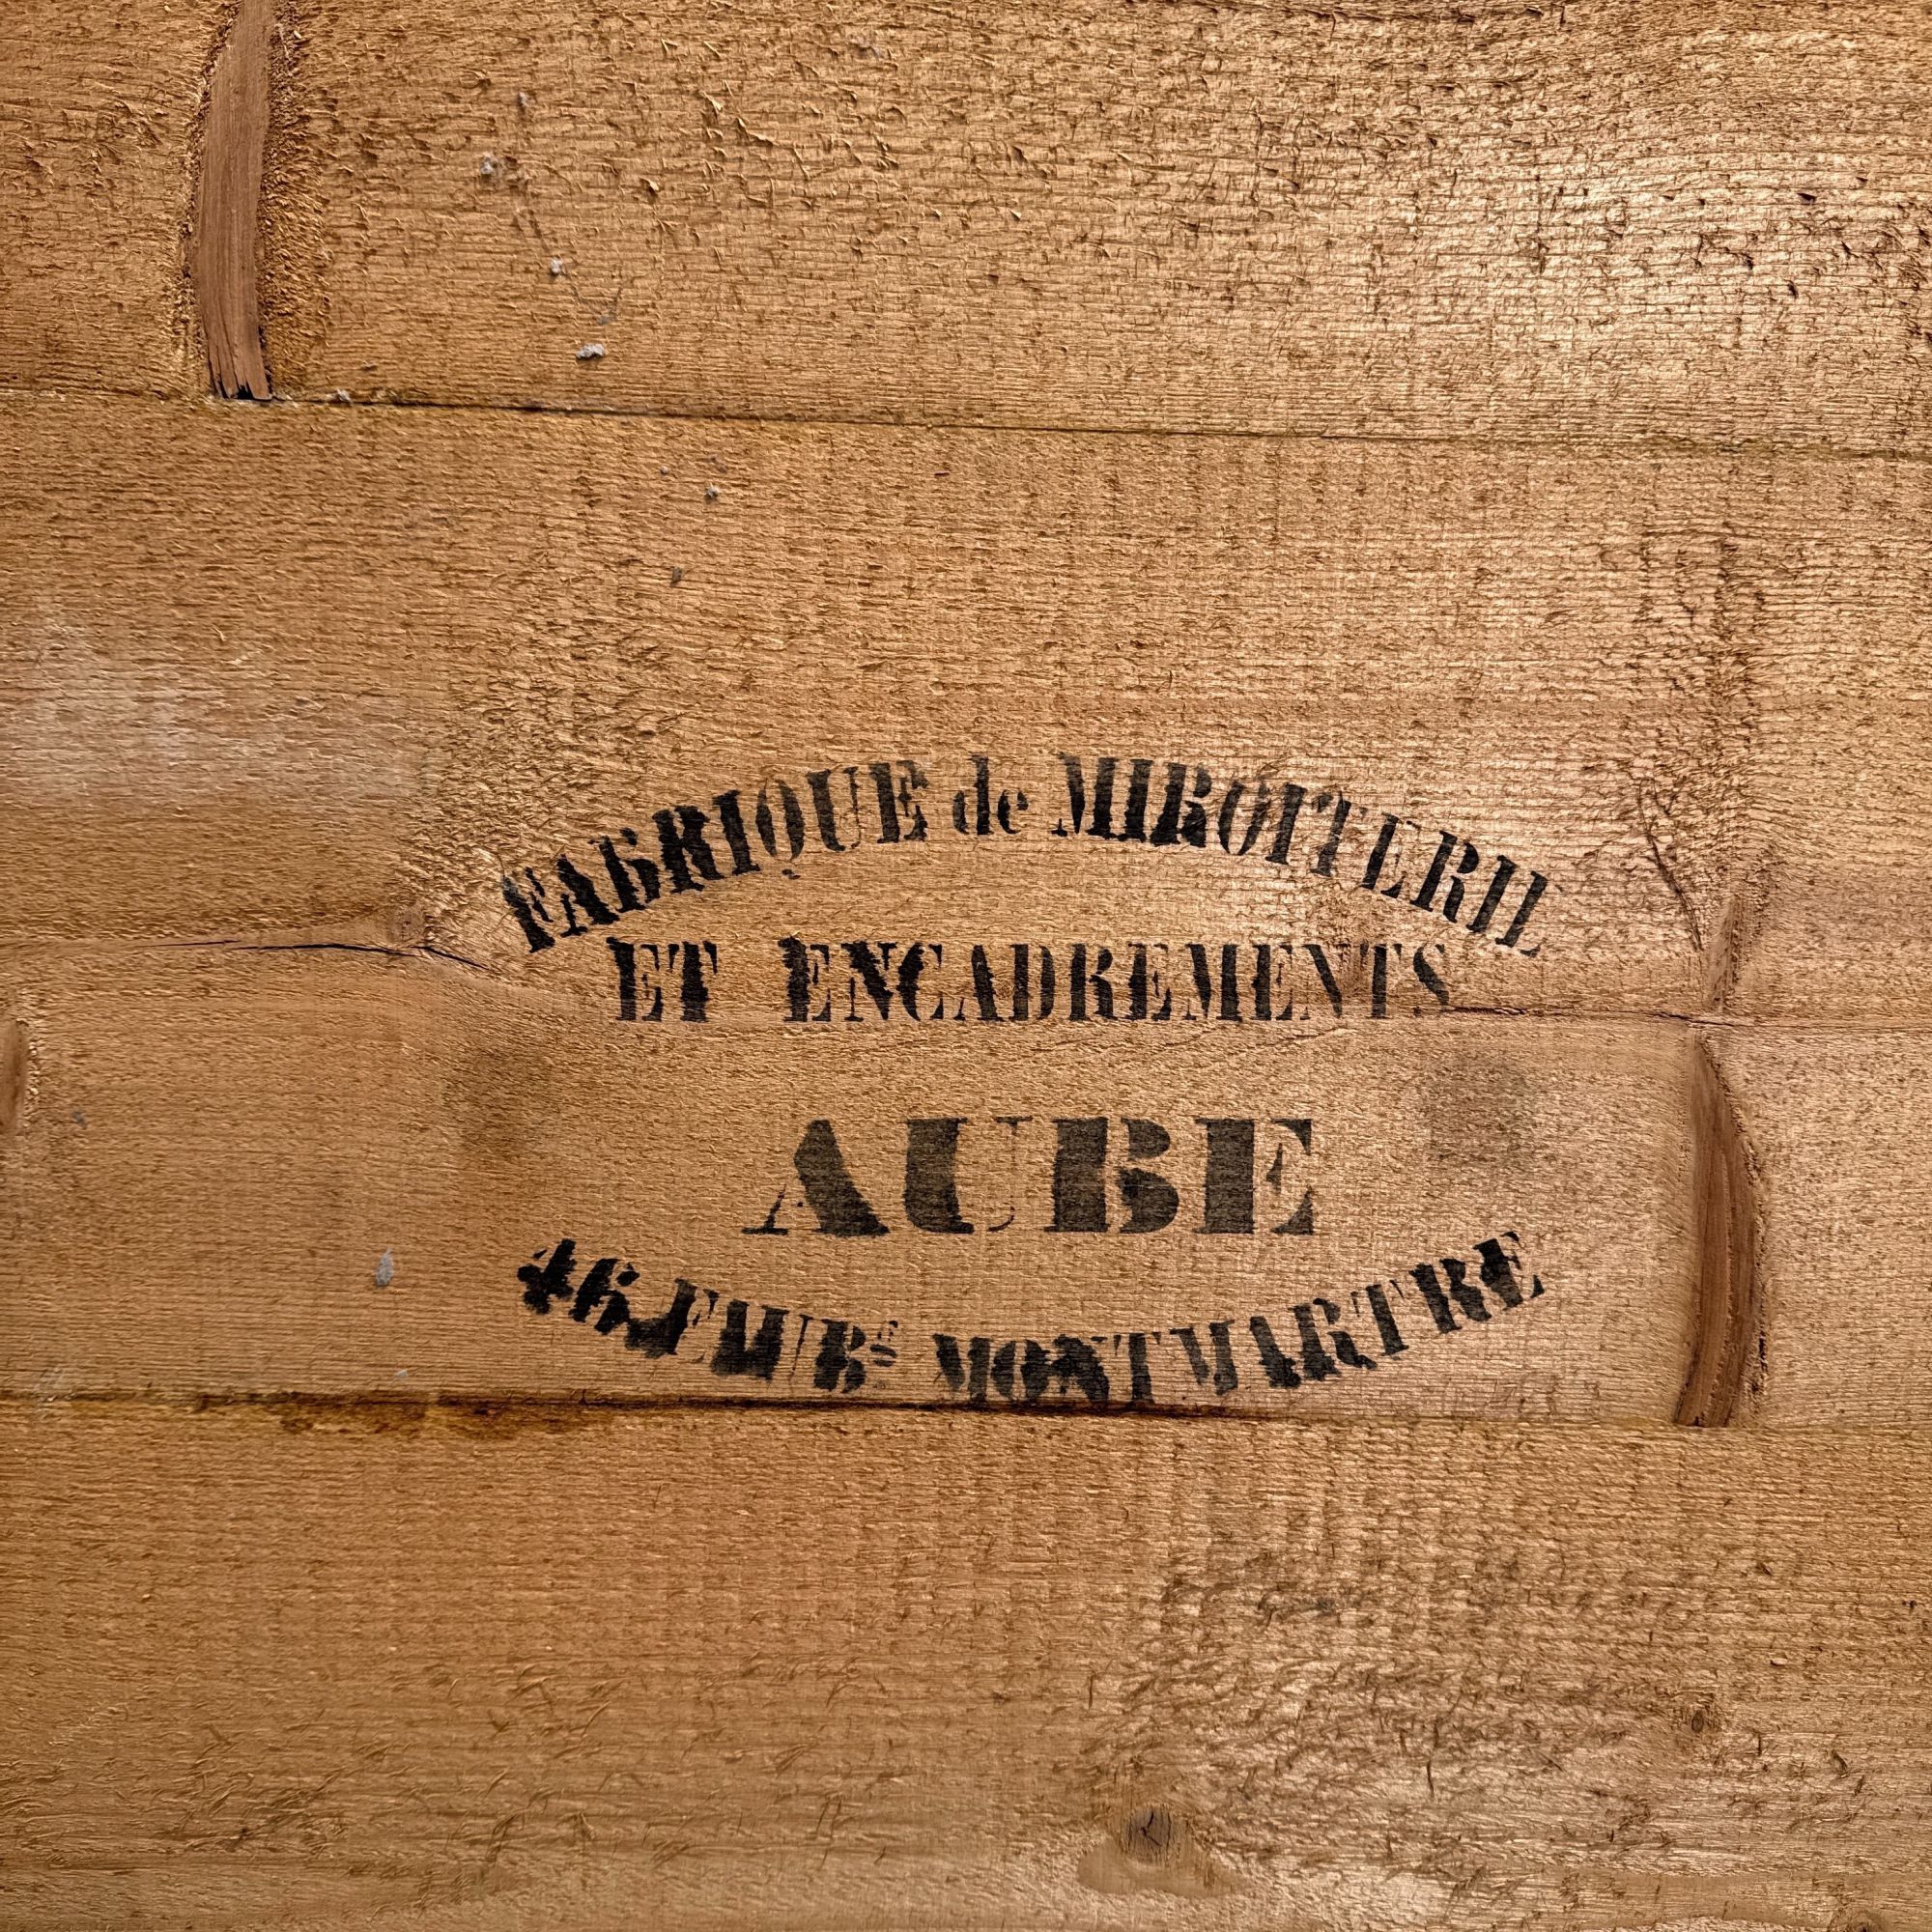 FABRIQUE de MIROITERIE
ET ENCADREMENTS
AUBE
46, FAUBG MONTMARTRE